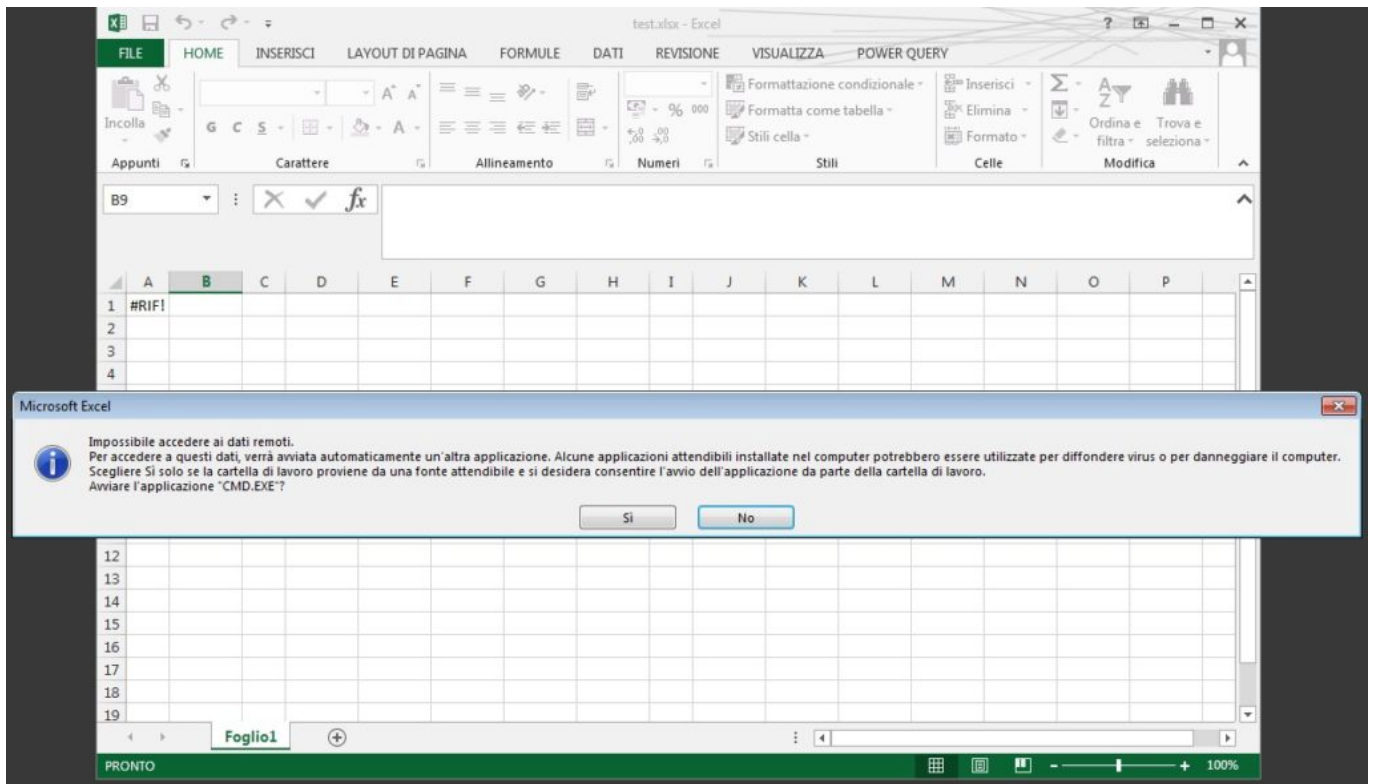 test.xlsx - Excel
FILE HOME INSERISCI LAYOUT DI PAGINA FORMULE DATI REVISIONE VISUALIZZA POWER QUERY
Incolla
G C S
A A
A
% 000
Formattazione condizionale
Formatta come tabella
Stili cella
Inserisci
Elimina
Formato
Ordina e filtra
Trova e seleziona
Appunti Carattere Allineamento Numeri Stili Celle Modifica
B9 fx
A B C D E F G H I J K L M N O P
1 #RIF!
2
3
4
Microsoft Excel
Impossibile accedere ai dati remoti.
Per accedere a questi dati, verrà avviata automaticamente un'altra applicazione. Alcune applicazioni attendibili installate nel computer potrebbero essere utilizzate per diffondere virus o per danneggiare il computer.
Scegliere Sì solo se la cartella di lavoro proviene da una fonte attendibile e si desidera consentire l'avvio dell'applicazione da parte della cartella di lavoro.
Avviare l'applicazione "CMD.EXE"?
Sì No
12
13
14
15
16
17
18
19
Foglio1
PRONTO 100%